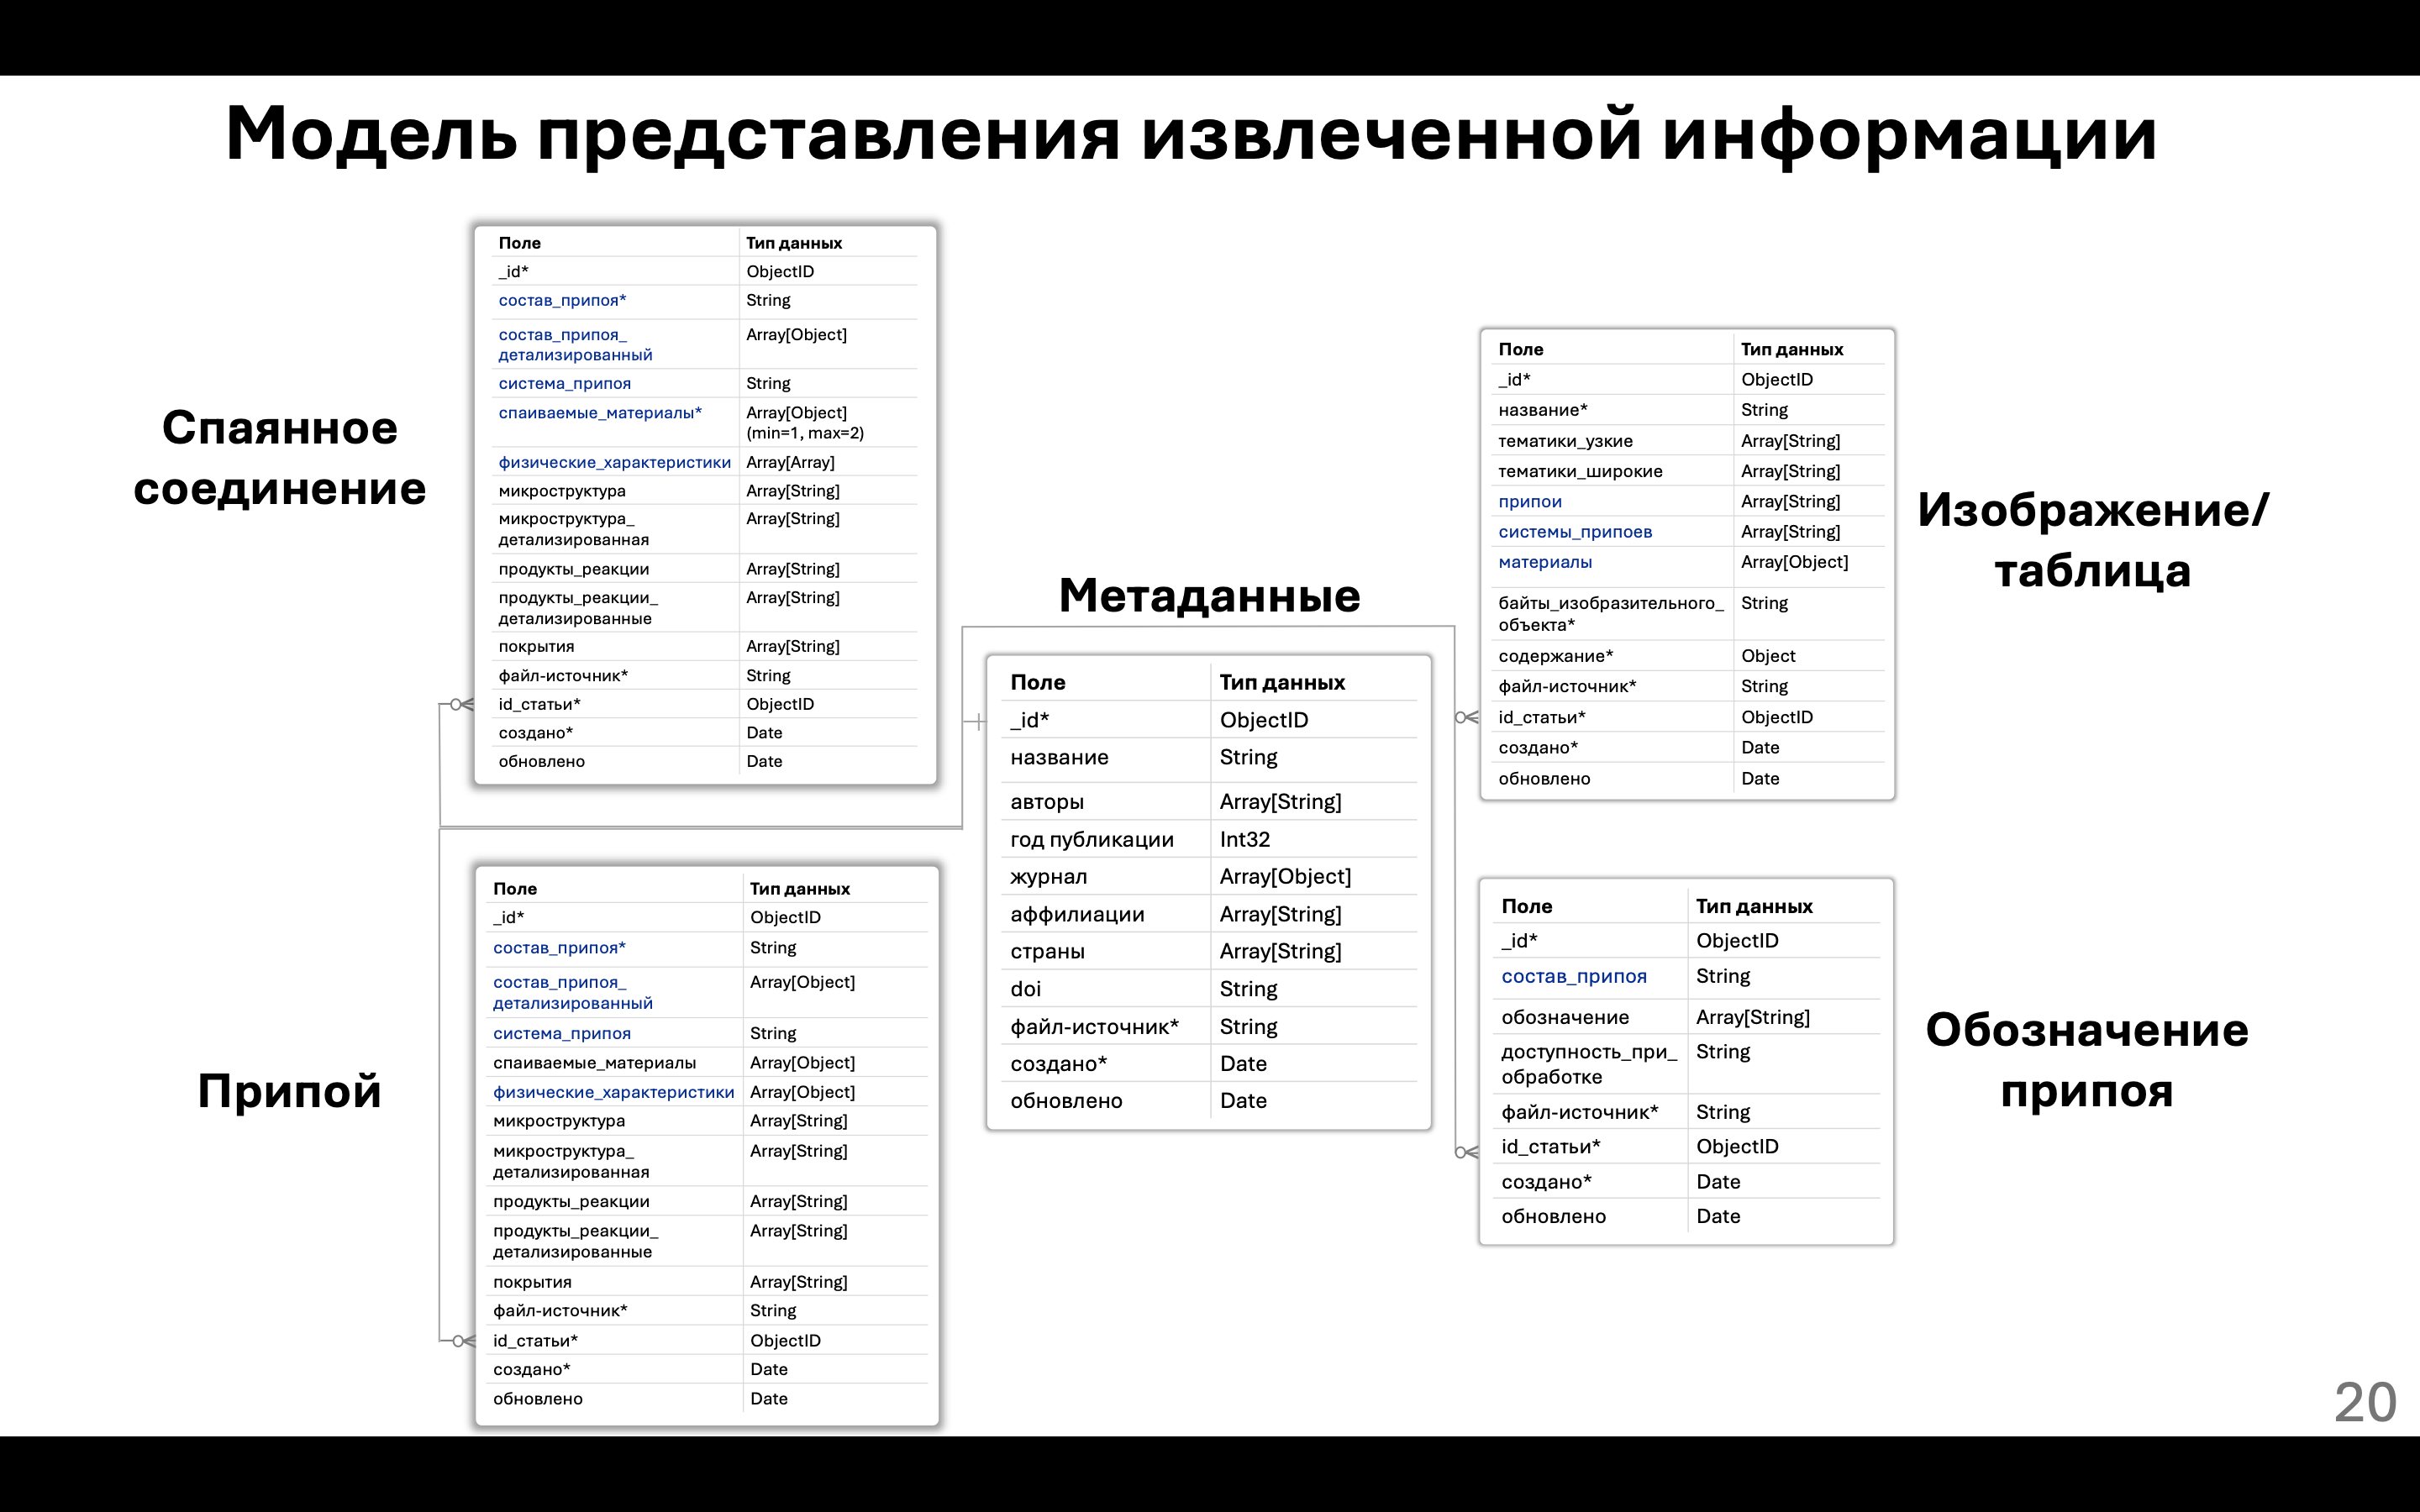 Модель представления извлеченной информации
Спаянное
соединение
Поле Тип данных
_id* ObjectID
состав_припоя* String
состав_припоя_ Array[Object]
детализированный
система_припоя String
спаиваемые_материалы* Array[Object]
(min=1, max=2)
физические_характеристики Array[Array]
микроструктура Array[String]
микроструктура_ Array[String]
детализированная
продукты_реакции Array[String]
продукты_реакции_ Array[String]
детализированные
покрытия Array[String]
файл-источник* String
id_статьи* ObjectID
создано* Date
обновлено Date
Припой
Поле Тип данных
_id* ObjectID
состав_припоя* String
состав_припоя_ Array[Object]
детализированный
система_припоя String
спаиваемые_материалы Array[Object]
физические_характеристики Array[Object]
микроструктура Array[String]
микроструктура_ Array[String]
детализированная
продукты_реакции Array[String]
продукты_реакции_ Array[String]
детализированные
покрытия Array[String]
файл-источник* String
id_статьи* ObjectID
создано* Date
обновлено Date
Метаданные
Поле Тип данных
_id* ObjectID
название String
авторы Array[String]
год публикации Int32
журнал Array[Object]
аффилиации Array[String]
страны Array[String]
doi String
файл-источник* String
создано* Date
обновлено Date
Изображение/
таблица
Поле Тип данных
_id* ObjectID
название* String
тематики_узкие Array[String]
тематики_широкие Array[String]
припои Array[String]
системы_припоев Array[String]
материалы Array[Object]
байты_изобразительного_ String
объекта*
содержание* Object
файл-источник* String
id_статьи* ObjectID
создано* Date
обновлено Date
Обозначение
припоя
Поле Тип данных
_id* ObjectID
состав_припоя String
обозначение Array[String]
доступность_при_ String
обработке
файл-источник* String
id_статьи* ObjectID
создано* Date
обновлено Date
20